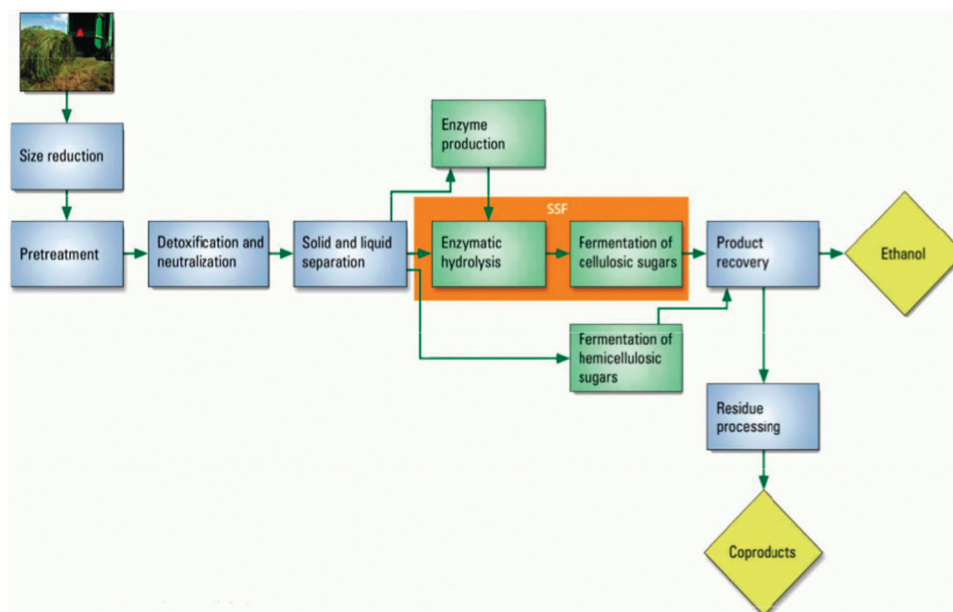 Size reduction
Pretreatment
Detoxification and
neutralization
Solid and liquid
separation
Enzyme
production
SSF
Enzymatic
hydrolysis
Fermentation of
cellulosic sugars
Fermentation of
hemicellulosic
sugars
Product
recovery
Ethanol
Residue
processing
Coproducts